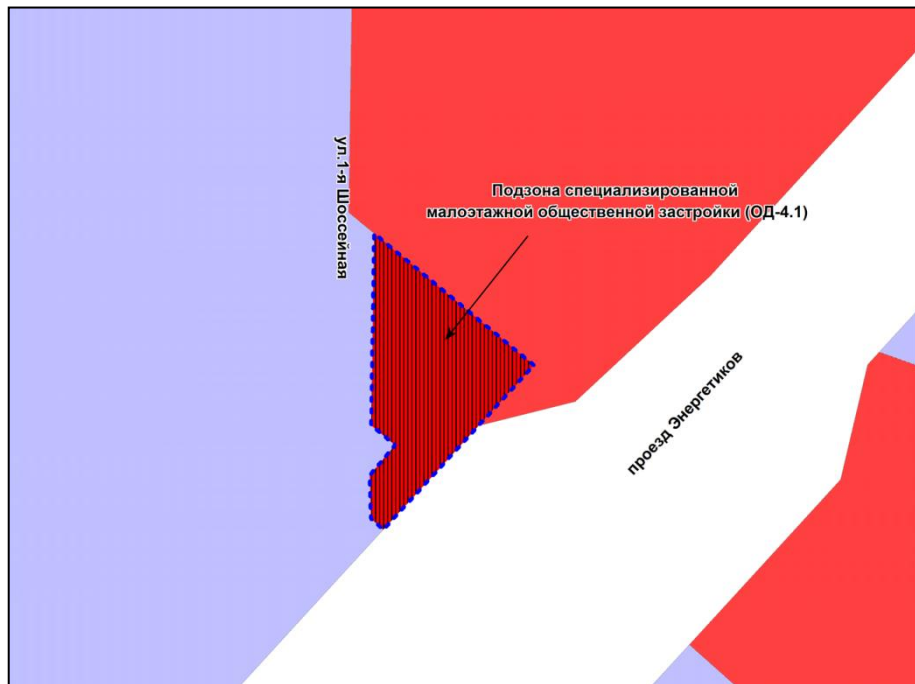 ул.1-я Шоссейная
Подзона специализированной
малоэтажной общественной застройки (ОД-4.1)
проезд Энергетиков